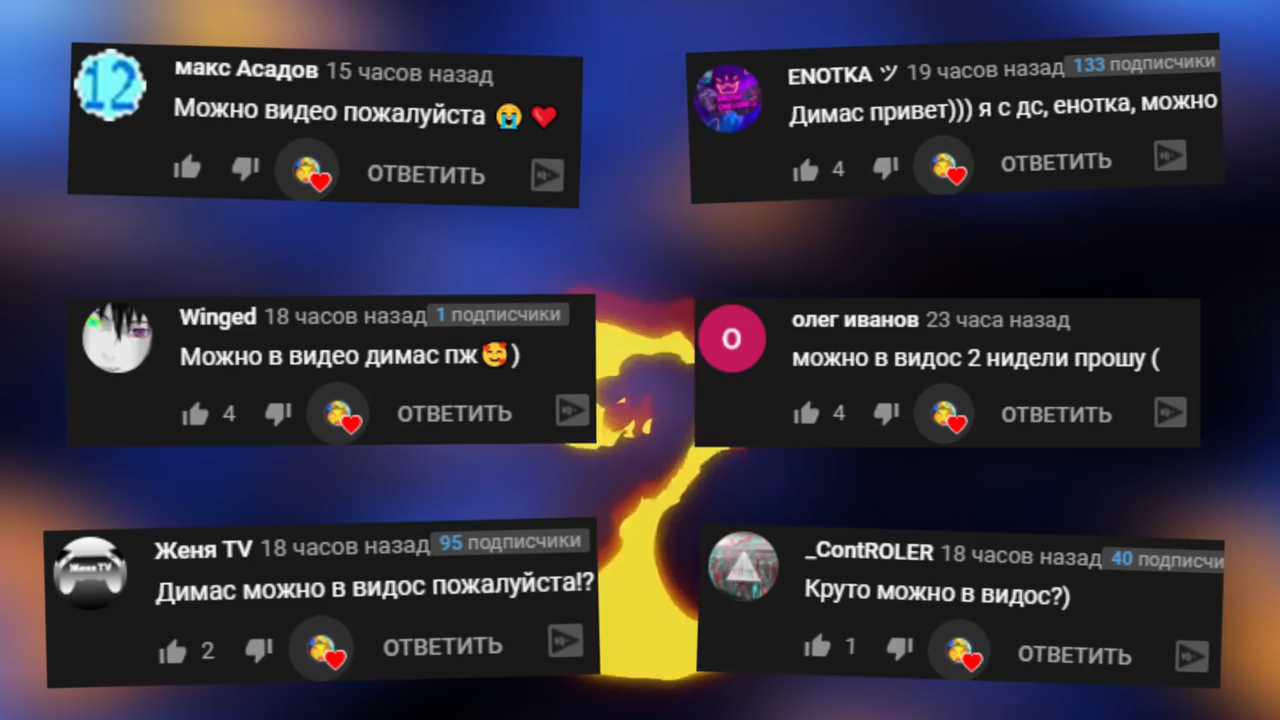 12
макс Асадов 15 часов назад
Можно видео пожалуйста 😭 ❤️
ОТВЕТИТЬ
ENOTKA ツ 19 часов назад 133 подписчики
Димас привет))) я с дс, енотка, можно
4 ОТВЕТИТЬ
Winged 18 часов назад 1 подписчики
Можно в видео димас пж🥰)
4 ОТВЕТИТЬ
О
олег иванов 23 часа назад
можно в видос 2 нидели прошу (
4 ОТВЕТИТЬ
Женя TV
Женя TV 18 часов назад 95 подписчики
Димас можно в видос пожалуйста!?
2 ОТВЕТИТЬ
_ContROLER 18 часов назад 40 подписчи
Круто можно в видос?)
1 ОТВЕТИТЬ